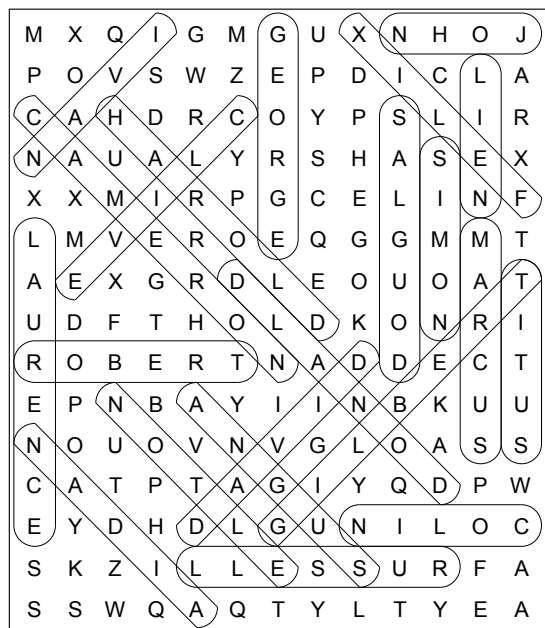 M X Q I G M G U X N H O J
P O V S W Z E P D I C L A
C A H D R C O Y P S L I R
N A U A L Y R S H A S E X
X X M I R P G C E L I N F
L M V E R O E Q G G M M T
A E X G R D L E O U O A T
U D F T H O L D K O N R I
R O B E R T N A D D E C T
E P N B A Y I I N B K U U
N O U O V N V G L O A S S
C A T P T A G I Y Q D P W
E Y D H D L G U N I L O C
S K Z I L L E S S U R F A
S S W Q A Q T Y L T Y E A